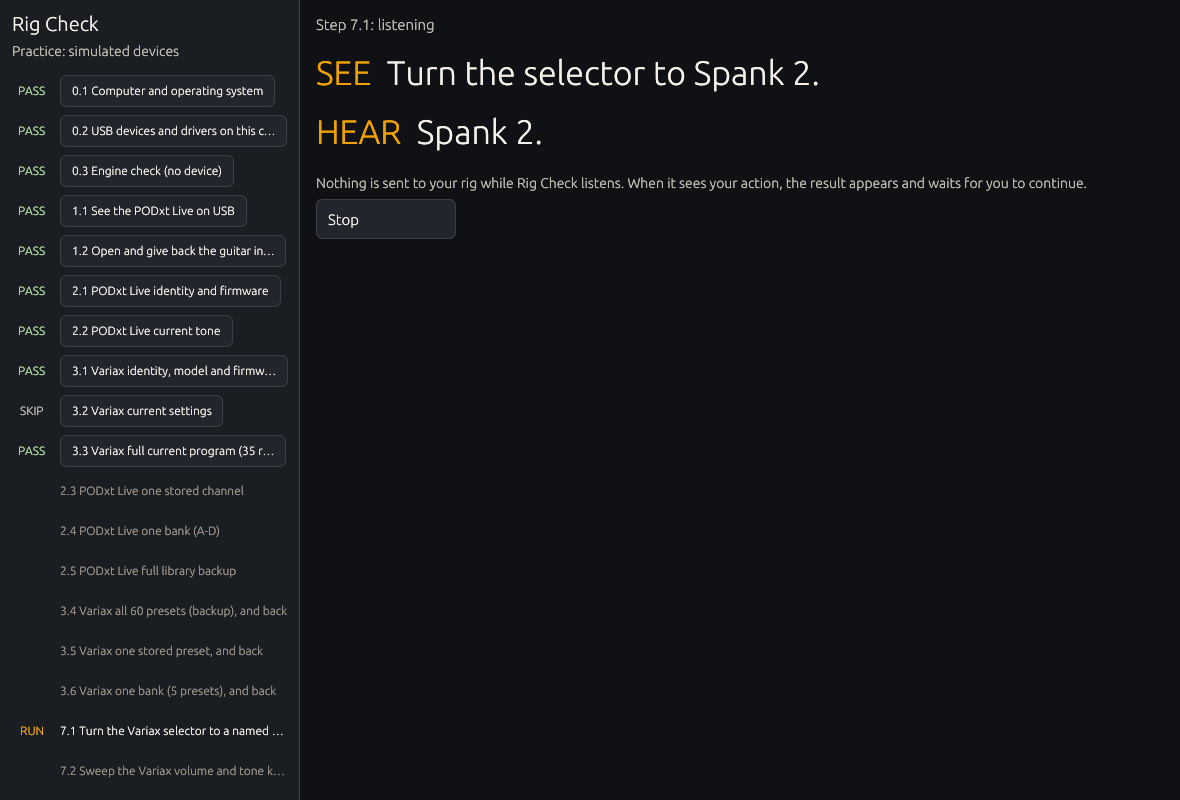 Rig Check
Practice: simulated devices
PASS 0.1 Computer and operating system
PASS 0.2 USB devices and drivers on this c...
PASS 0.3 Engine check (no device)
PASS 1.1 See the PODxt Live on USB
PASS 1.2 Open and give back the guitar in...
PASS 2.1 PODxt Live identity and firmware
PASS 2.2 PODxt Live current tone
PASS 3.1 Variax identity, model and firmw...
SKIP 3.2 Variax current settings
PASS 3.3 Variax full current program (35 r...
2.3 PODxt Live one stored channel
2.4 PODxt Live one bank (A-D)
2.5 PODxt Live full library backup
3.4 Variax all 60 presets (backup), and back
3.5 Variax one stored preset, and back
3.6 Variax one bank (5 presets), and back
RUN 7.1 Turn the Variax selector to a named ...
7.2 Sweep the Variax volume and tone k...
Step 7.1: listening
SEE Turn the selector to Spank 2.
HEAR Spank 2.
Nothing is sent to your rig while Rig Check listens. When it sees your action, the result appears and waits for you to continue.
Stop